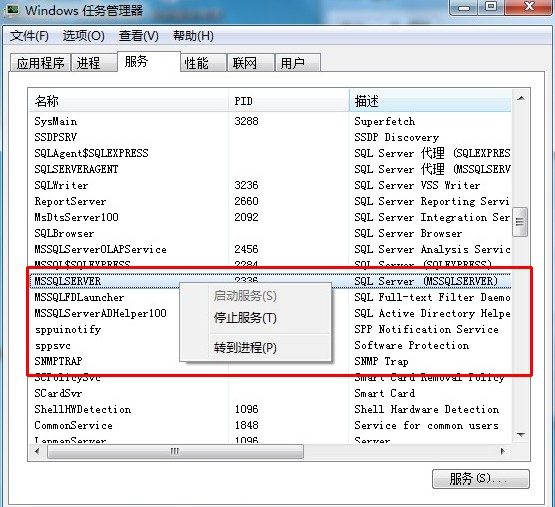 Windows 任务管理器
文件(F) 选项(O) 查看(V) 帮助(H)
应用程序 进程 服务 性能 联网 用户
名称 PID 描述
SysMain 3288 Superfetch
SSDPSRV SSDP Discovery
SQLAgent$SQLEXPRESS SQL Server 代理 (SQLEXPRES
SQLSERVERAGENT SQL Server 代理 (MSSQLSERV
SQLWriter 3236 SQL Server VSS Writer
ReportServer 2660 SQL Server Reporting Servi
MsDtsServer100 2092 SQL Server Integration Ser
SQLBrowser SQL Server Browser
MSSQLServerOLAPService 2456 SQL Server Analysis Servic
MSSQL$SQLEXPRESS 2284 SQL Server (SQLEXPRESS)
MSSQLSERVER 2336 SQL Server (MSSQLSERVER)
MSSQLFDLauncher 启动服务(S) SQL Full-text Filter Daemo
MSSQLServerADHelper100 停止服务(T) SQL Active Directory Helpe
sppuinotify SPP Notification Service
sppsvc 转到进程(P) Software Protection
SNMPTRAP SNMP Trap
SCPolicySvc Smart Card Removal Policy
SCardSvr Smart Card
ShellHWDetection 1096 Shell Hardware Detection
CommonService 1848 Service for common users
LanmanServer 1096 Server
服务(S)...